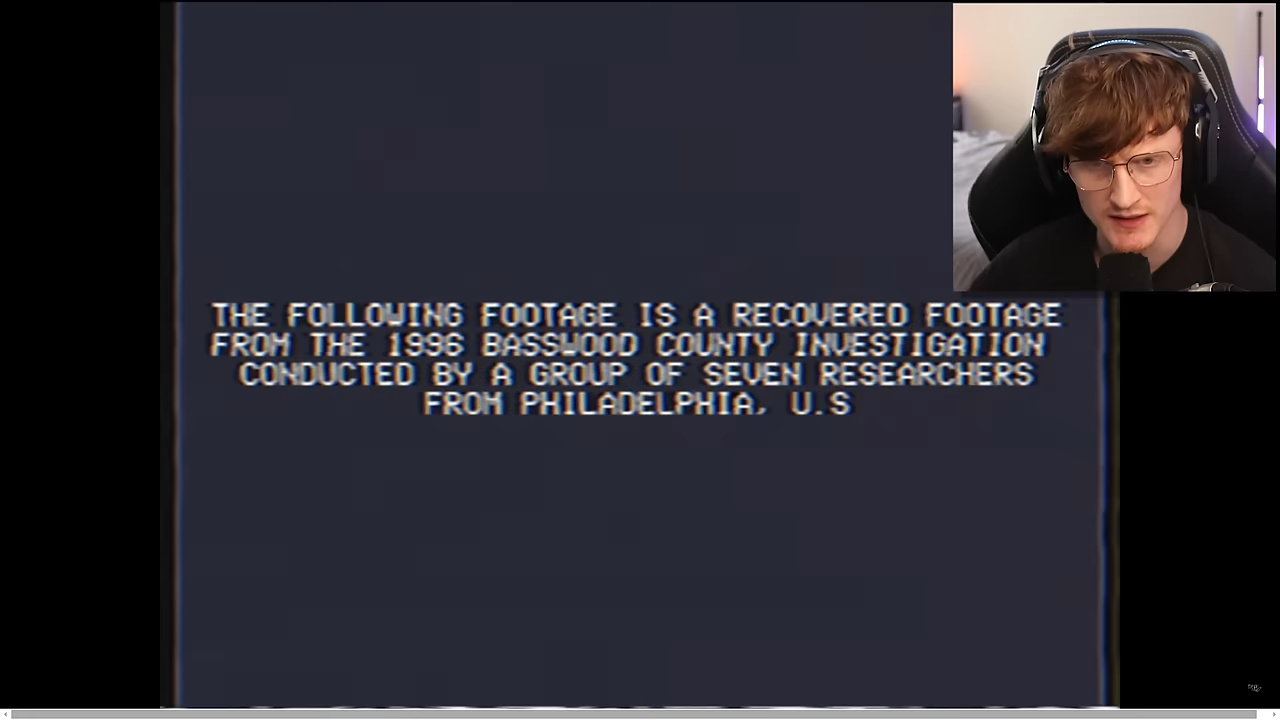 THE FOLLOWING FOOTAGE IS A RECOVERED FOOTAGE
FROM THE 1996 BASSWOOD COUNTY INVESTIGATION
CONDUCTED BY A GROUP OF SEVEN RESEARCHERS
FROM PHILADELPHIA, U.S